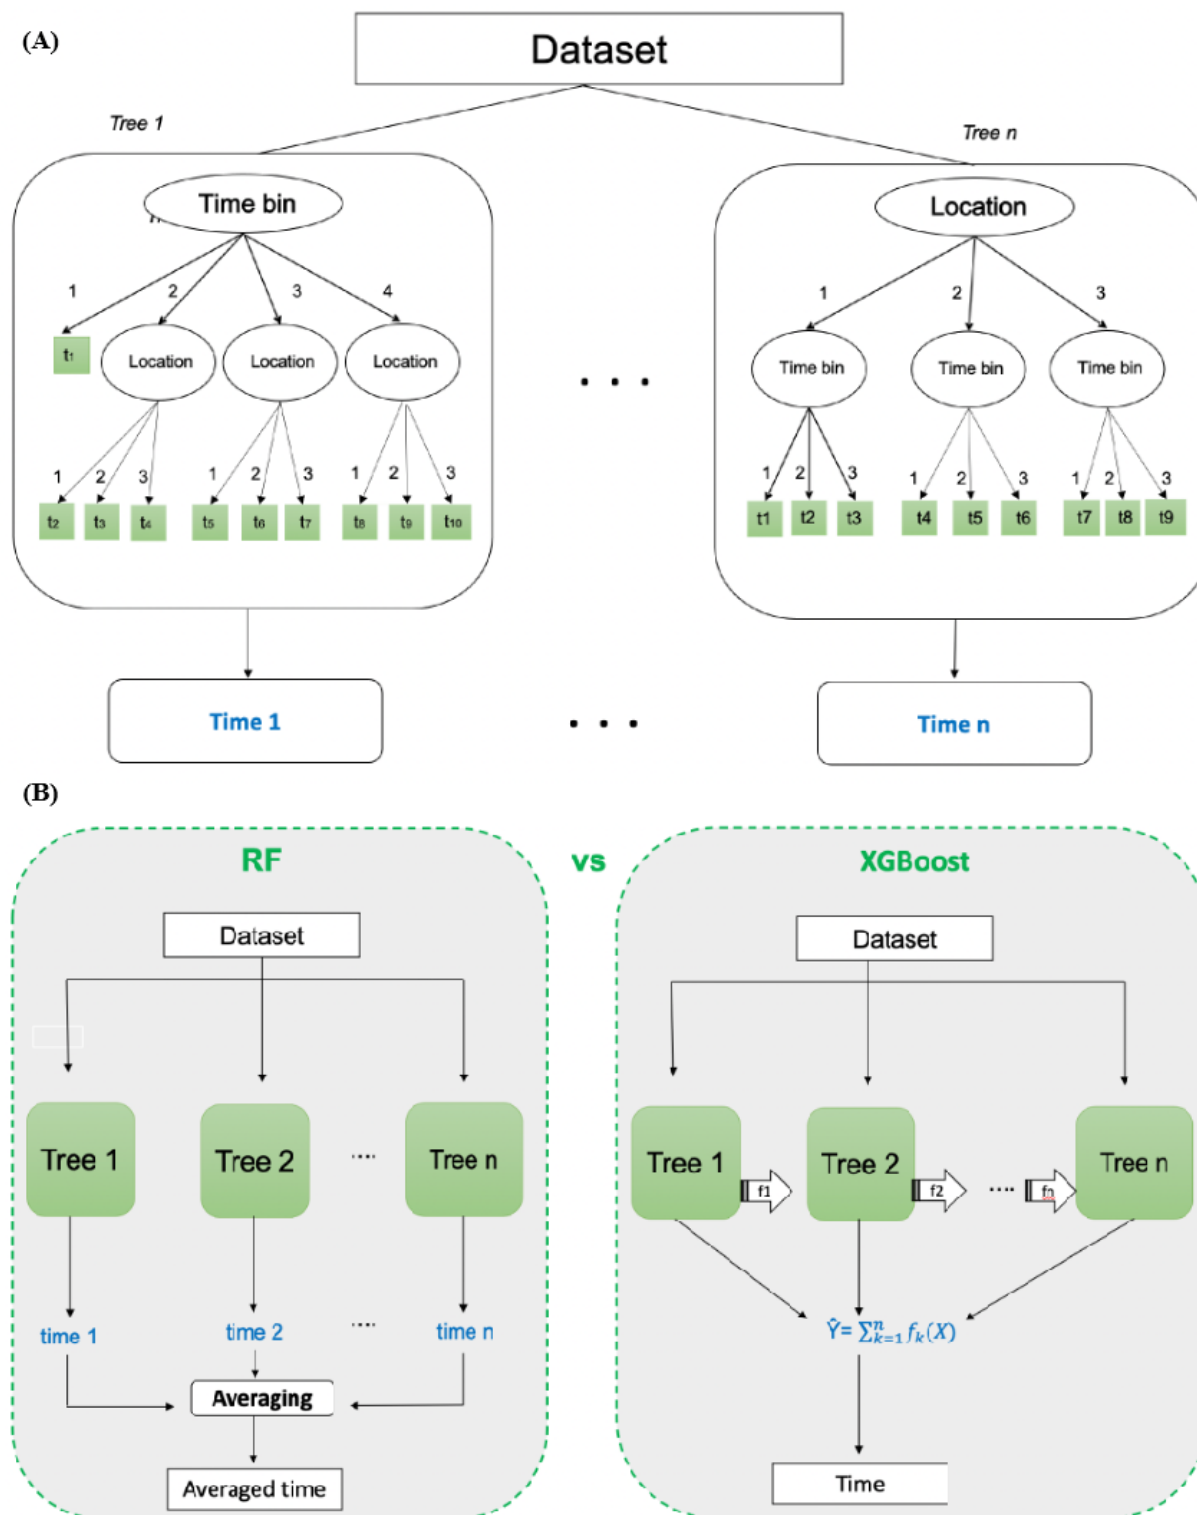 (A)
Dataset
Tree 1
Tree n
Time bin
Location
1 2 3 4
1 2 3
t₁
Location Location Location
Time bin Time bin Time bin
1 2 3 1 2 3 1 2 3
1 2 3 1 2 3 1 2 3
t₂ t₃ t₄ t₅ t₆ t₇ t₈ t₉ t₁₀
t1 t2 t3 t4 t5 t6 t7 t8 t9
. . .
Time 1 . . . Time n
(B)
RF vs XGBoost
Dataset
Tree 1 Tree 2 .... Tree n
time 1 time 2 .... time n
Averaging
Averaged time
Dataset
Tree 1 f1 Tree 2 f2 .... fn Tree n
Ŷ= ∑ₖ₌₁ⁿ fₖ(X)
Time